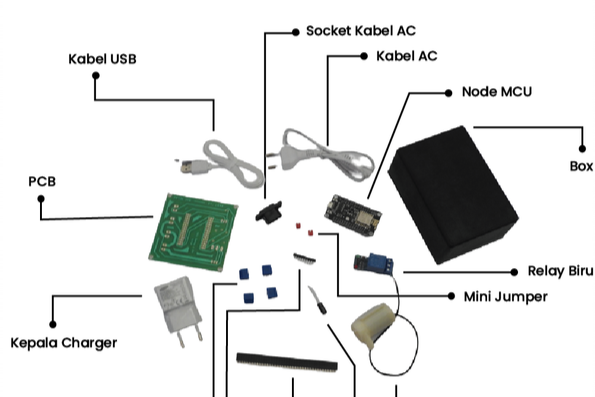 Socket Kabel AC
Kabel USB
Kabel AC
Node MCU
Box
PCB
Relay Biru
Mini Jumper
Kepala Charger